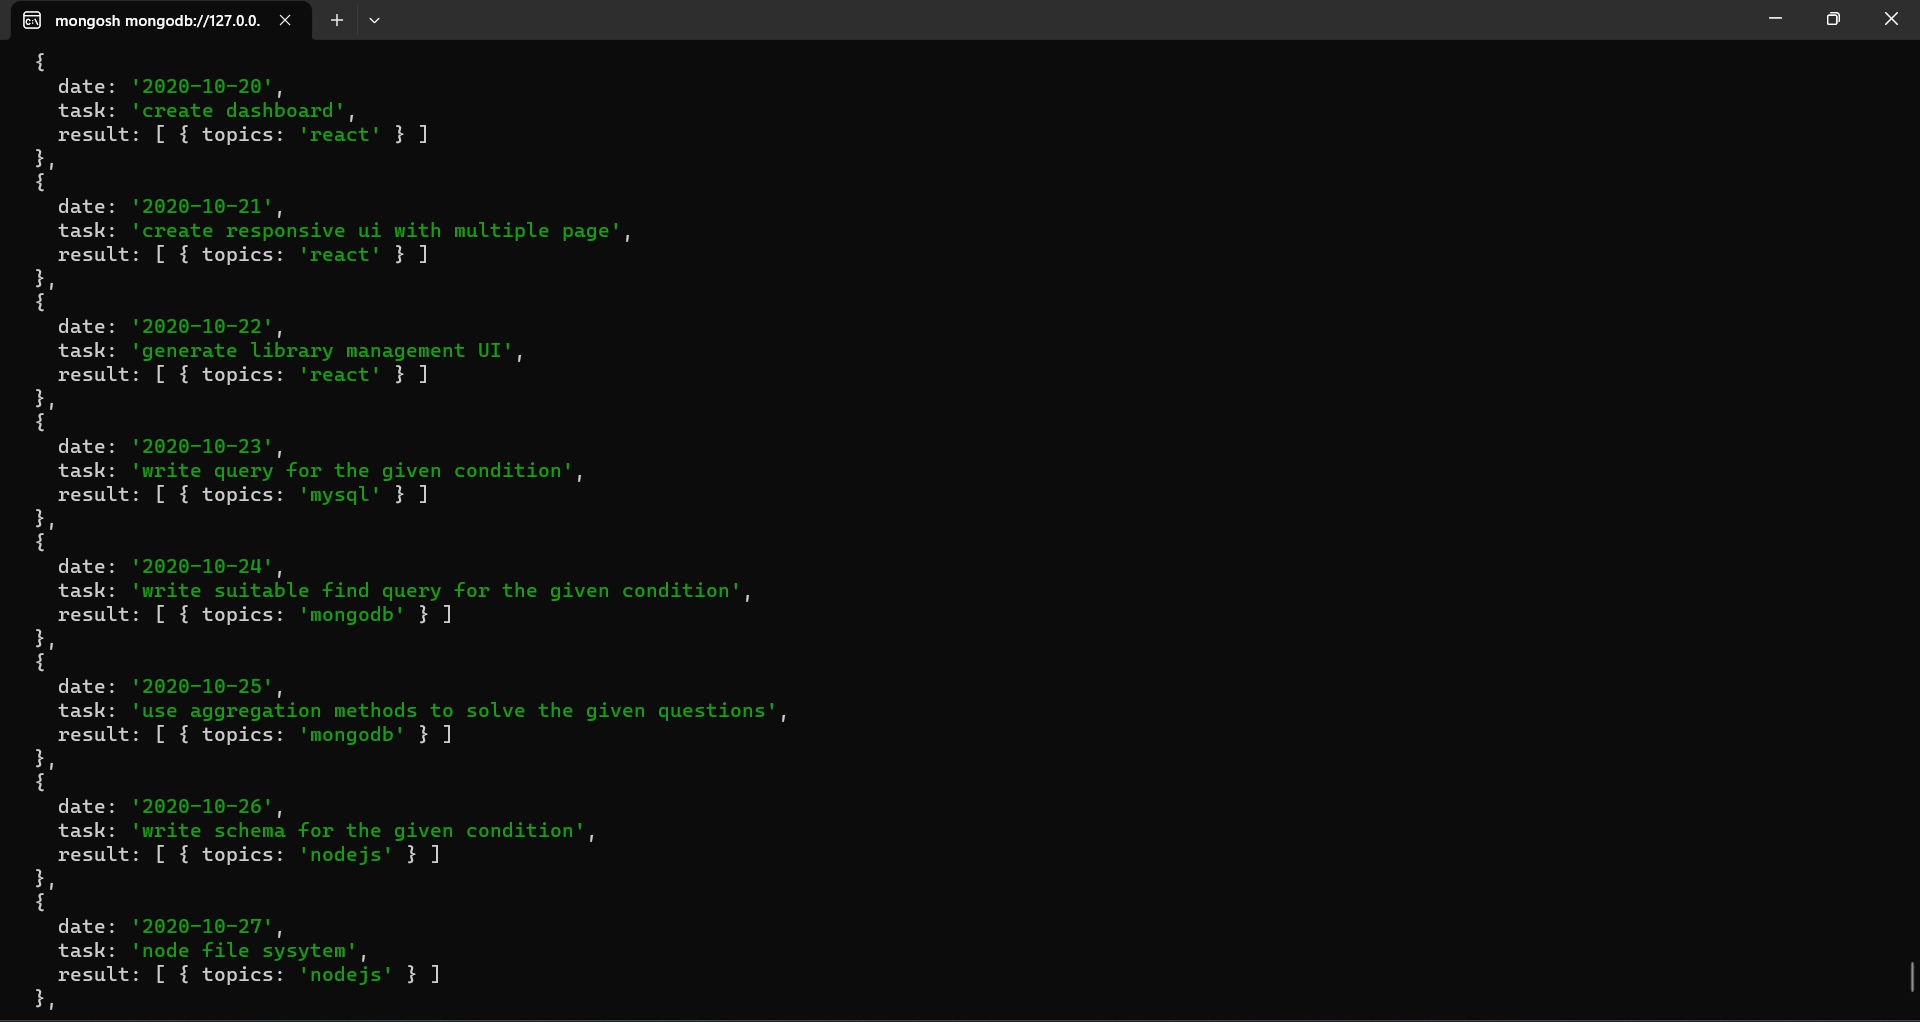 mongosh mongodb://127.0.0.
{
date: '2020-10-20',
task: 'create dashboard',
result: [ { topics: 'react' } ]
},
{
date: '2020-10-21',
task: 'create responsive ui with multiple page',
result: [ { topics: 'react' } ]
},
{
date: '2020-10-22',
task: 'generate library management UI',
result: [ { topics: 'react' } ]
},
{
date: '2020-10-23',
task: 'write query for the given condition',
result: [ { topics: 'mysql' } ]
},
{
date: '2020-10-24',
task: 'write suitable find query for the given condition',
result: [ { topics: 'mongodb' } ]
},
{
date: '2020-10-25',
task: 'use aggregation methods to solve the given questions',
result: [ { topics: 'mongodb' } ]
},
{
date: '2020-10-26',
task: 'write schema for the given condition',
result: [ { topics: 'nodejs' } ]
},
{
date: '2020-10-27',
task: 'node file sysytem',
result: [ { topics: 'nodejs' } ]
},